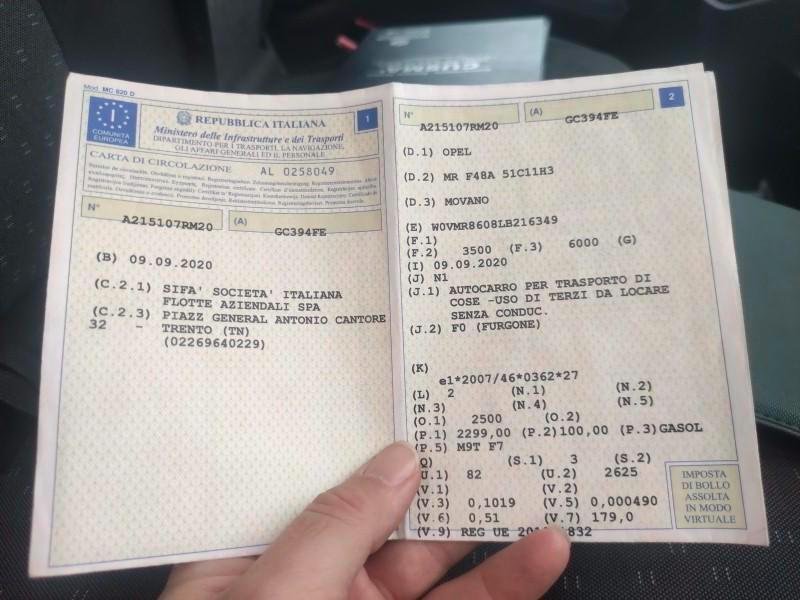 Mod. MC 820 D
I
COMUNITÀ
EUROPEA
REPUBBLICA ITALIANA
1
Ministero delle Infrastrutture e dei Trasporti
DIPARTIMENTO PER I TRASPORTI, LA NAVIGAZIONE,
GLI AFFARI GENERALI ED IL PERSONALE
CARTA DI CIRCOLAZIONE AL 0258049
N° A215107RM20 (A) GC394FE
(B) 09.09.2020
(C.2.1) SIFA' SOCIETA' ITALIANA
FLOTTE AZIENDALI SPA
(C.2.3) PIAZZ GENERAL ANTONIO CANTORE
32 - TRENTO (TN)
(02269640229)
N° A215107RM20 (A) GC394FE
2
(D.1) OPEL
(D.2) MR F48A 51C11H3
(D.3) MOVANO
(E) W0VMR8608LB216349
(F.1)
(F.2) 3500 (F.3) 6000 (G)
(I) 09.09.2020
(J) N1
(J.1) AUTOCARRO PER TRASPORTO DI
COSE -USO DI TERZI DA LOCARE
SENZA CONDUC.
(J.2) F0 (FURGONE)
(K)
e1*2007/46*0362*27
(L) 2 (N.1) (N.2)
(N.3) (N.4) (N.5)
(O.1) 2500 (O.2)
(P.1) 2299,00 (P.2)100,00 (P.3)GASOL
(P.5) M9T F7
Q) (S.1) 3 (S.2)
U.1) 82 (U.2) 2625
(V.1) (V.2)
(V.3) 0,1019 (V.5) 0,000490
(V.6) 0,51 (V.7) 179,0
(V.9) REG UE 832
IMPOSTA
DI BOLLO
ASSOLTA
IN MODO
VIRTUALE